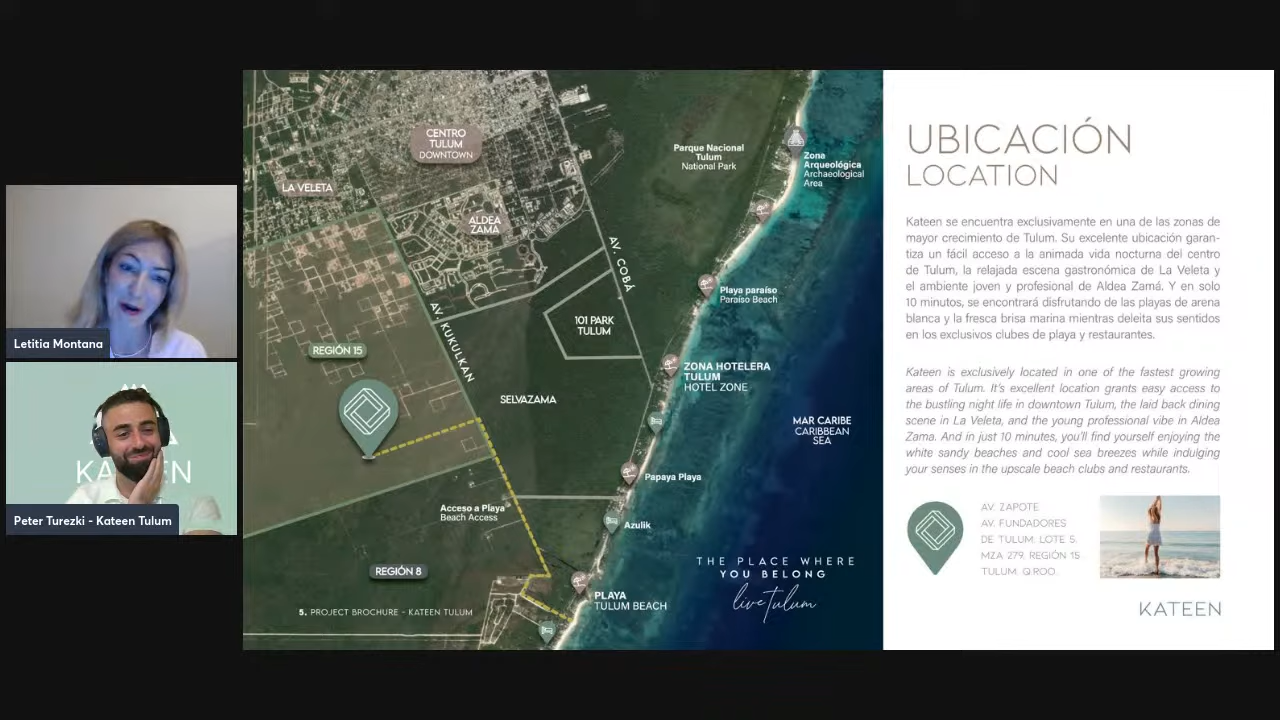 CENTRO
TULUM
DOWNTOWN
LA VELETA
ALDEA
ZAMÁ
Parque Nacional
Tulum
National Park
Zona
Arqueológica
Archaeological
Area
AV. COBÁ
Playa paraíso
Paraíso Beach
AV. KUKULKAN
101 PARK
TULUM
REGIÓN 15
ZONA HOTELERA
TULUM
HOTEL ZONE
SELVAZAMA
MAR CARIBE
CARIBBEAN
SEA
Papaya Playa
Acceso a Playa
Beach Access
Azulik
REGIÓN 8
PLAYA
TULUM BEACH
THE PLACE WHERE
YOU BELONG
live tulum
5. PROJECT BROCHURE - KATEEN TULUM
UBICACIÓN
LOCATION
Kateen se encuentra exclusivamente en una de las zonas de
mayor crecimiento de Tulum. Su excelente ubicación garan-
tiza un fácil acceso a la animada vida nocturna del centro
de Tulum, la relajada escena gastronómica de La Veleta y
el ambiente joven y profesional de Aldea Zamá. Y en solo
10 minutos, se encontrará disfrutando de las playas de arena
blanca y la fresca brisa marina mientras deleita sus sentidos
en los exclusivos clubes de playa y restaurantes.
Kateen is exclusively located in one of the fastest growing
areas of Tulum. It's excellent location grants easy access to
the bustling night life in downtown Tulum, the laid back dining
scene in La Veleta, and the young professional vibe in Aldea
Zama. And in just 10 minutes, you'll find yourself enjoying the
white sandy beaches and cool sea breezes while indulging
your senses in the upscale beach clubs and restaurants.
AV. ZAPOTE
AV. FUNDADORES
DE TULUM. LOTE 5.
MZA 279. REGIÓN 15
TULUM. Q.ROO.
KATEEN
Letitia Montana
KATEEN
Peter Turezki - Kateen Tulum